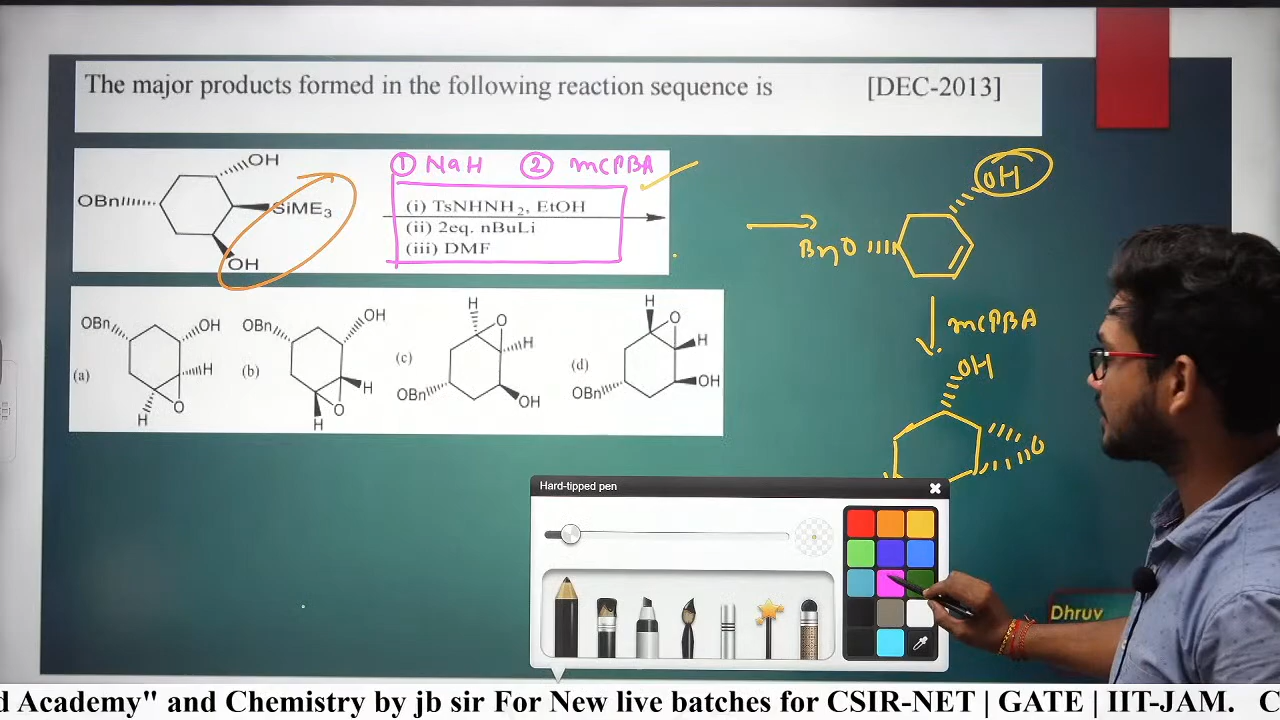 The major products formed in the following reaction sequence is [DEC-2013]
① NaH ② mCPBA
OH
OBn
SiME3
OH
(i) TsNHNH2, EtOH
(ii) 2eq. nBuLi
(iii) DMF
OH
BnO
mCPBA
OH
O
(a) OBn OH H O H
(b) OBn OH H O H
(c) H O H OBn OH
(d) H O H OBn OH
Hard-tipped pen
Dhruv
d Academy" and Chemistry by jb sir For New live batches for CSIR-NET | GATE | IIT-JAM. C